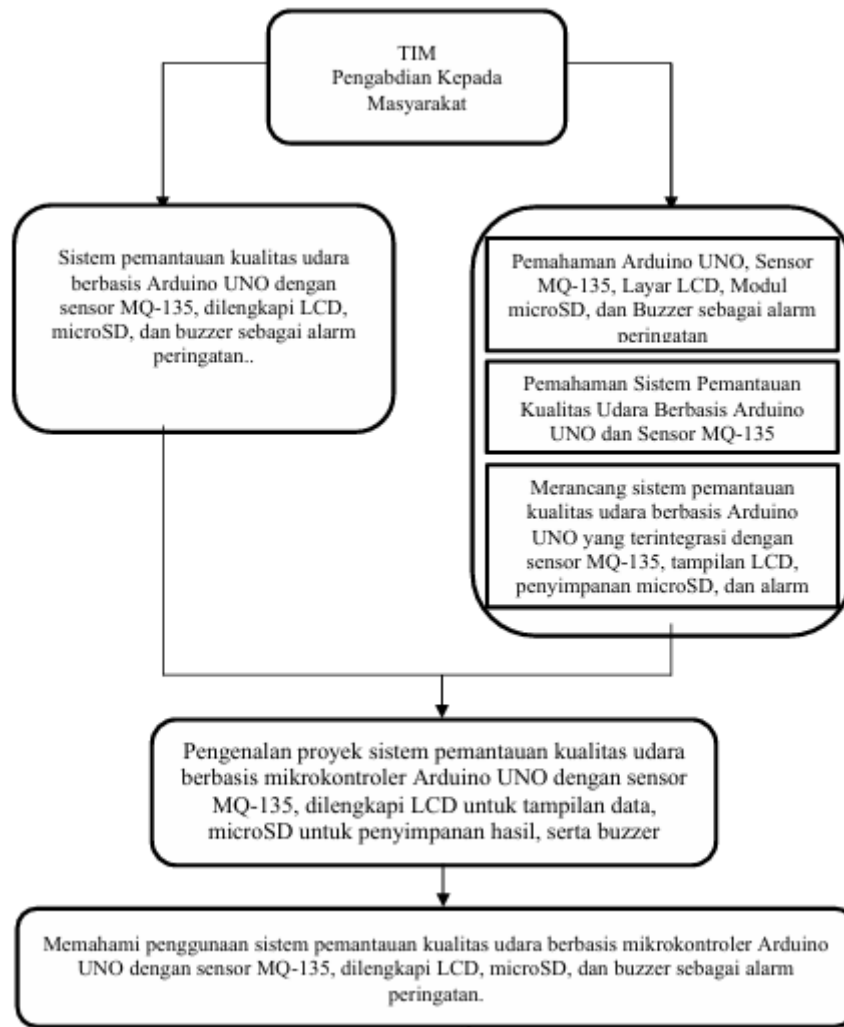 TIM
Pengabdian Kepada
Masyarakat
Sistem pemantauan kualitas udara
berbasis Arduino UNO dengan
sensor MQ-135, dilengkapi LCD,
microSD, dan buzzer sebagai alarm
peringatan..
Pemahaman Arduino UNO, Sensor
MQ-135, Layar LCD, Modul
microSD, dan Buzzer sebagai alarm
peringatan
Pemahaman Sistem Pemantauan
Kualitas Udara Berbasis Arduino
UNO dan Sensor MQ-135
Merancang sistem pemantauan
kualitas udara berbasis Arduino
UNO yang terintegrasi dengan
sensor MQ-135, tampilan LCD,
penyimpanan microSD, dan alarm
Pengenalan proyek sistem pemantauan kualitas udara
berbasis mikrokontroler Arduino UNO dengan sensor
MQ-135, dilengkapi LCD untuk tampilan data,
microSD untuk penyimpanan hasil, serta buzzer
Memahami penggunaan sistem pemantauan kualitas udara berbasis mikrokontroler Arduino
UNO dengan sensor MQ-135, dilengkapi LCD, microSD, dan buzzer sebagai alarm
peringatan.